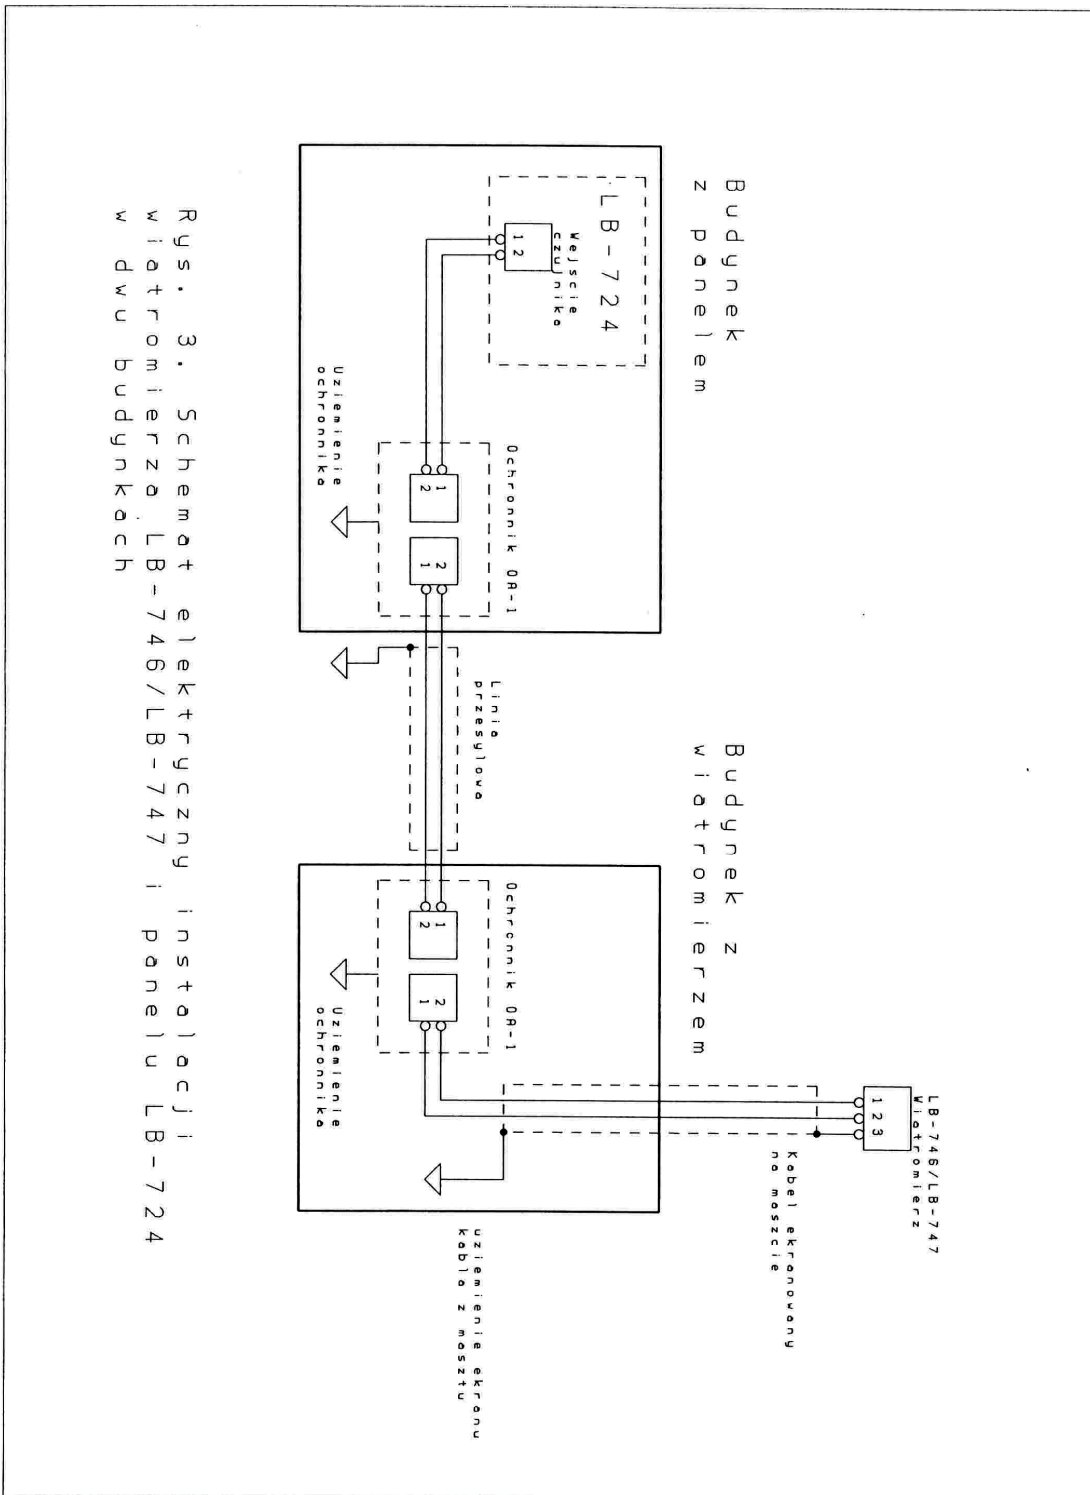 Budynek
z panelem
LB-724
Wejscie
czujnika
1 2
Uziemienie
ochronnika
Ochronnik OA-1
1
2
2
1
Linia
przesylowa
Budynek z
wiatromierzem
Ochronnik OA-1
1
2
2
1
Uziemienie
ochronnika
LB-746/LB-747
Wiatromierz
1 2 3
Kabel ekranowany
na maszcie
uziemienie ekranu
kabla z masztu
Rys. 3. Schemat elektryczny instalacji
wiatromierza LB-746/LB-747 i panelu LB-724
w dwu budynkach